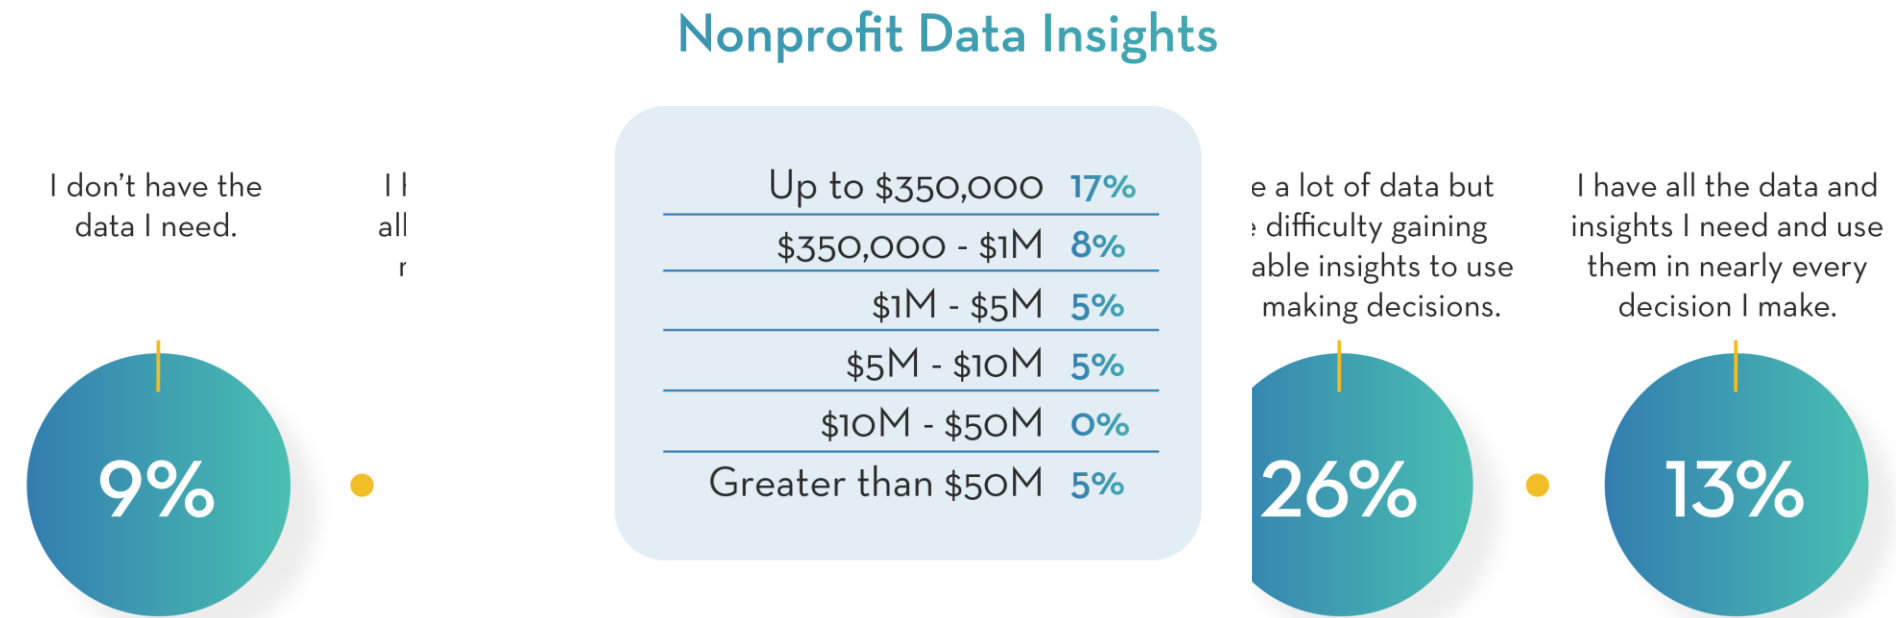 Nonprofit Data Insights
I don't have the
data I need.
9%
I
all
Up to $350,000 17%
$350,000 - $1M 8%
$1M - $5M 5%
$5M - $10M 5%
$10M - $50M 0%
Greater than $50M 5%
a lot of data but
difficulty gaining
insights to use
making decisions.
26%
I have all the data and
insights I need and use
them in nearly every
decision I make.
13%